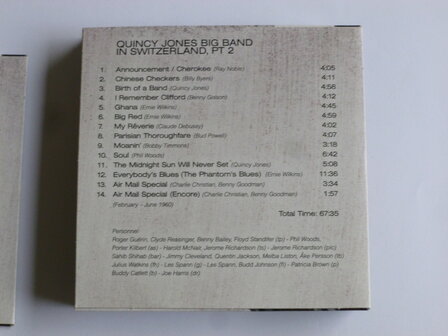 QUINCY JONES BIG BAND
IN SWITZERLAND, PT 2
1. Announcement / Cherokee (Ray Noble) 4:05
2. Chinese Checkers (Billy Byers) 4:11
3. Birth of a Band (Quincy Jones) 4:58
4. I Remember Clifford (Benny Golson) 4:12
5. Ghana (Ernie Wilkins) 4:45
6. Big Red (Ernie Wilkins) 4:59
7. My Rêverie (Claude Debussy) 4:02
8. Parisian Thoroughfare (Bud Powell) 4:07
9. Moanin' (Bobby Timmons) 3:18
10. Soul (Phil Woods) 6:42
11. The Midnight Sun Will Never Set (Quincy Jones) 5:08
12. Everybody's Blues (The Phantom's Blues) (Ernie Wilkins) 11:36
13. Air Mail Special (Charlie Christian, Benny Goodman) 3:34
14. Air Mail Special (Encore) (Charlie Christian, Benny Goodman) 1:57
(February – June 1960)
Total Time: 67:35
Personnel
Roger Guérin, Clyde Reasinger, Benny Bailey, Floyd Standifer (tp) - Phil Woods,
Porter Kilbert (as) - Harold McNair, Jerome Richardson (ts) - Jerome Richardson (pic)
Sahib Shihab (bar) - Jimmy Cleveland, Quentin Jackson, Melba Liston, Åke Persson (tb)
Julius Watkins (fh) - Les Spann (g) - Les Spann, Budd Johnson (fl) - Patricia Brown (p)
Buddy Catlett (b) - Joe Harris (dr)